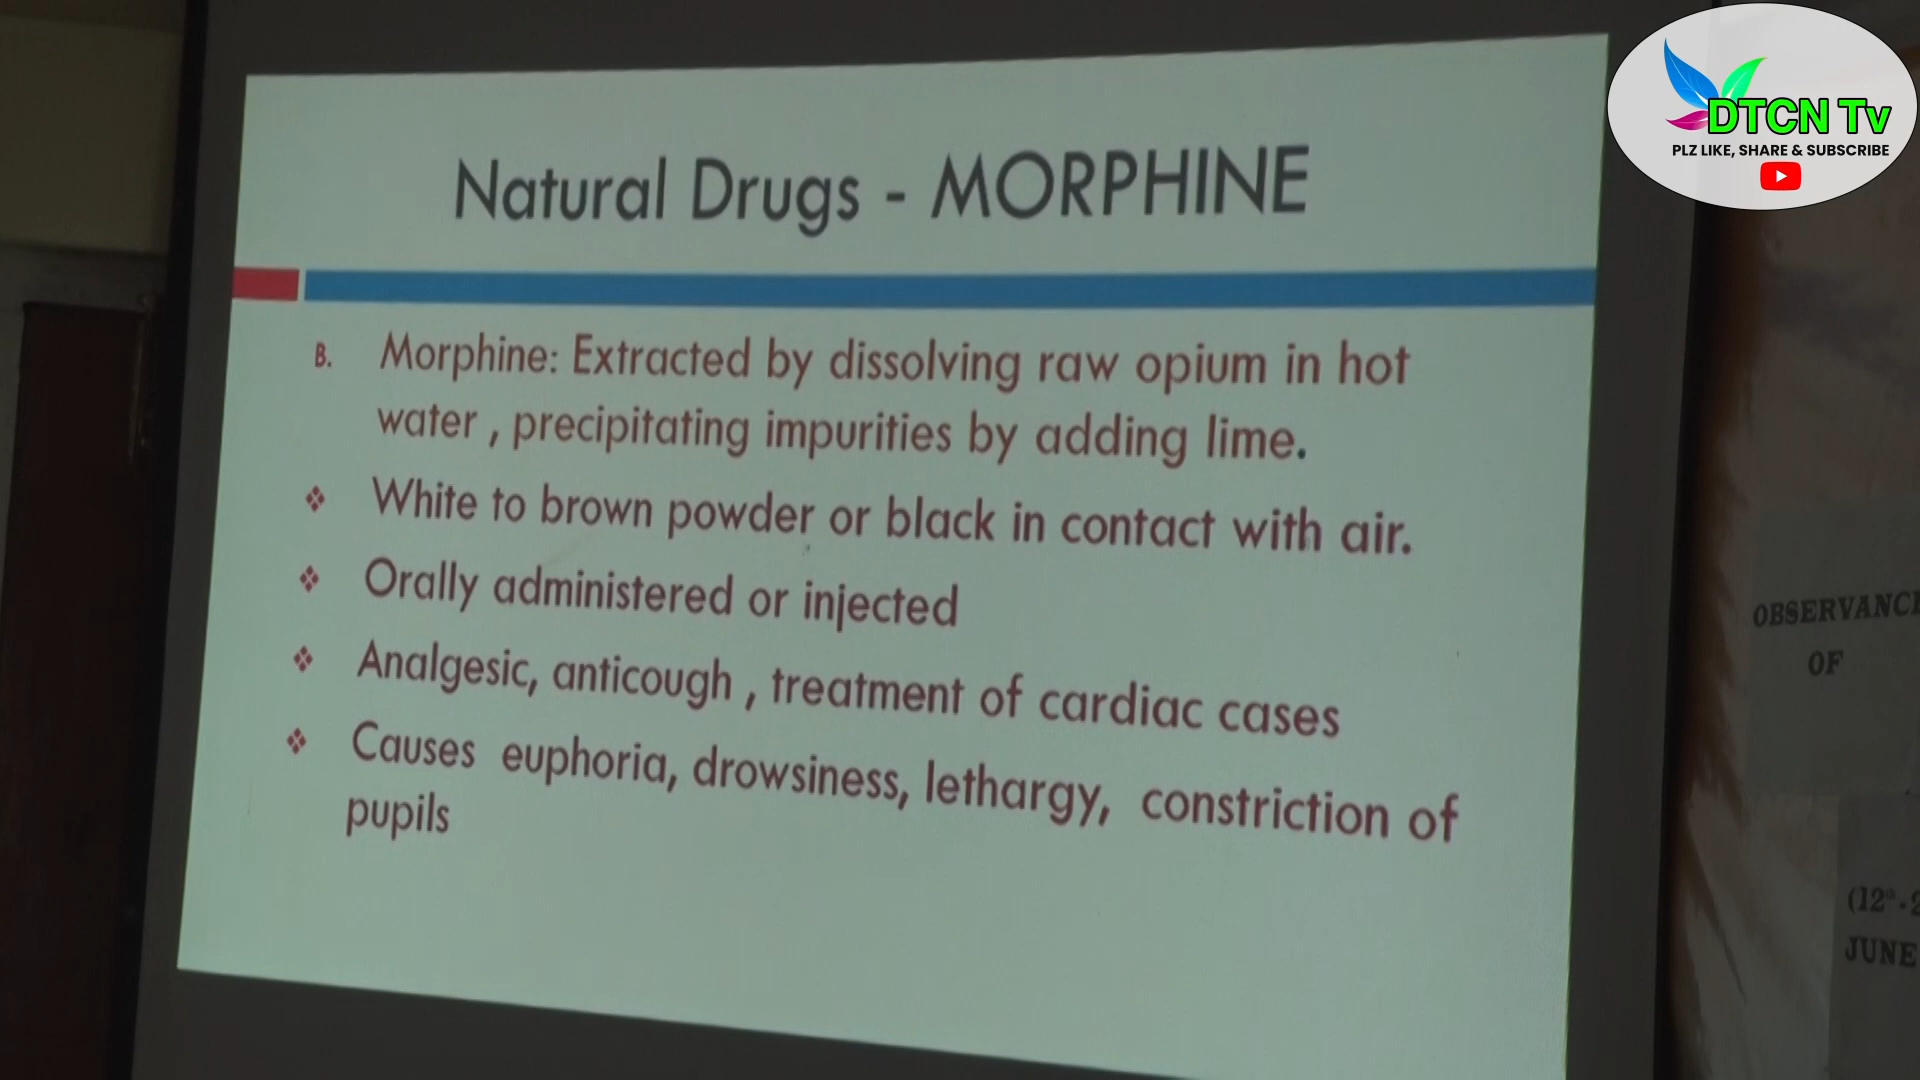 DTCN Tv
PLZ LIKE, SHARE & SUBSCRIBE
Natural Drugs - MORPHINE
B. Morphine: Extracted by dissolving raw opium in hot
water , precipitating impurities by adding lime.
❖ White to brown powder or black in contact with air.
❖ Orally administered or injected
❖ Analgesic, anticough , treatment of cardiac cases
❖ Causes euphoria, drowsiness, lethargy, constriction of
pupils
OF
(12th - 2
JUNE